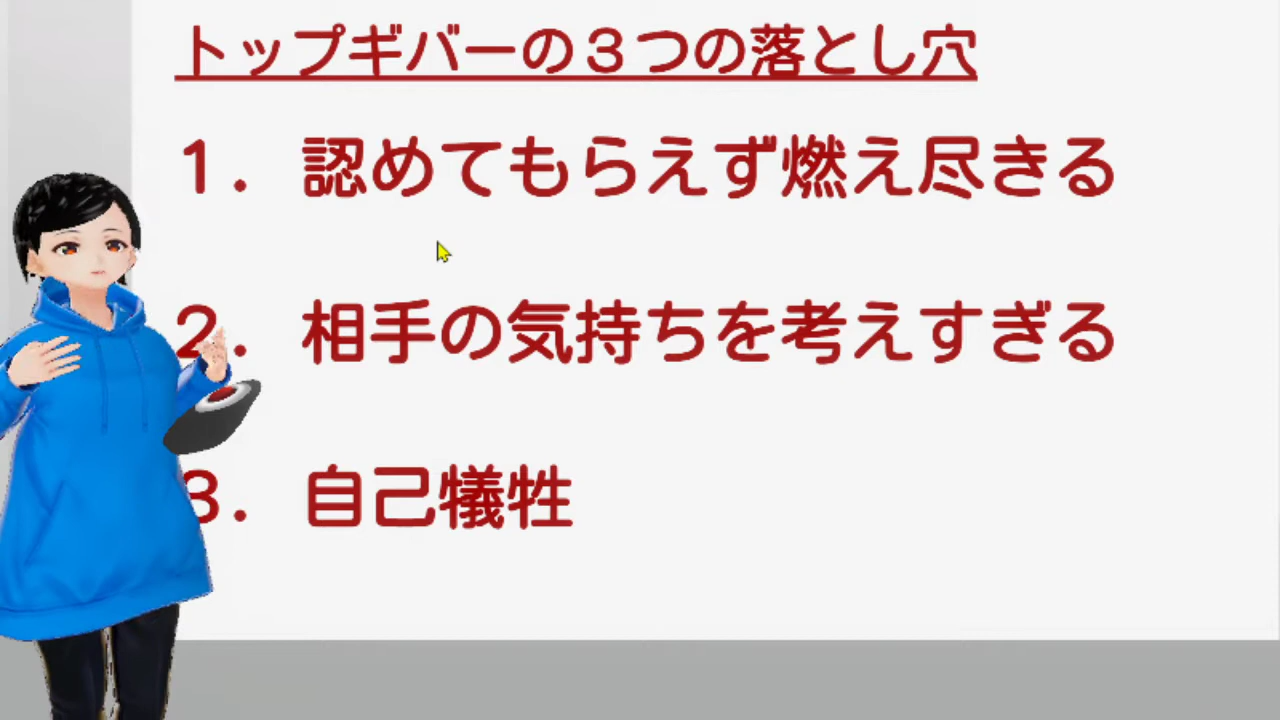 トップギバーの３つの落とし穴
１．認めてもらえず燃え尽きる
２．相手の気持ちを考えすぎる
３．自己犠牲